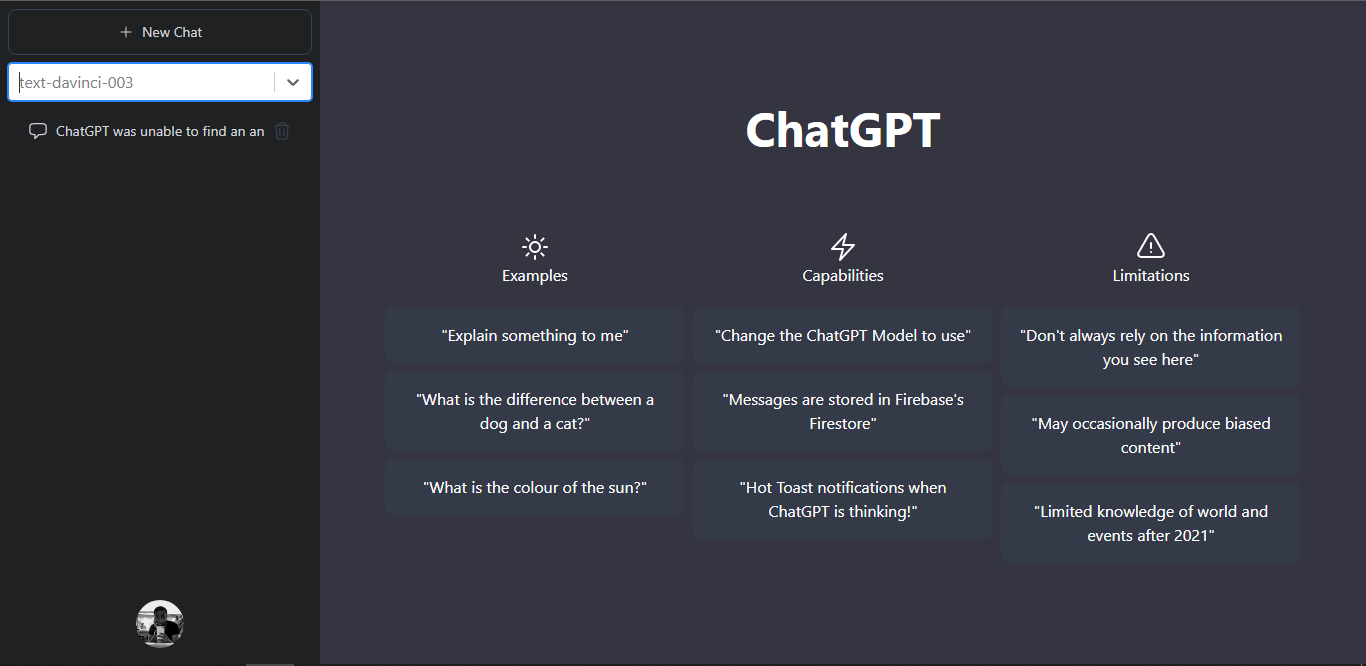 New Chat
text-davinci-003
ChatGPT was unable to find an an
ChatGPT
Examples
"Explain something to me"
"What is the difference between a
dog and a cat?"
"What is the colour of the sun?"
Capabilities
"Change the ChatGPT Model to use"
"Messages are stored in Firebase's
Firestore"
"Hot Toast notifications when
ChatGPT is thinking!"
Limitations
"Don't always rely on the information
you see here"
"May occasionally produce biased
content"
"Limited knowledge of world and
events after 2021"